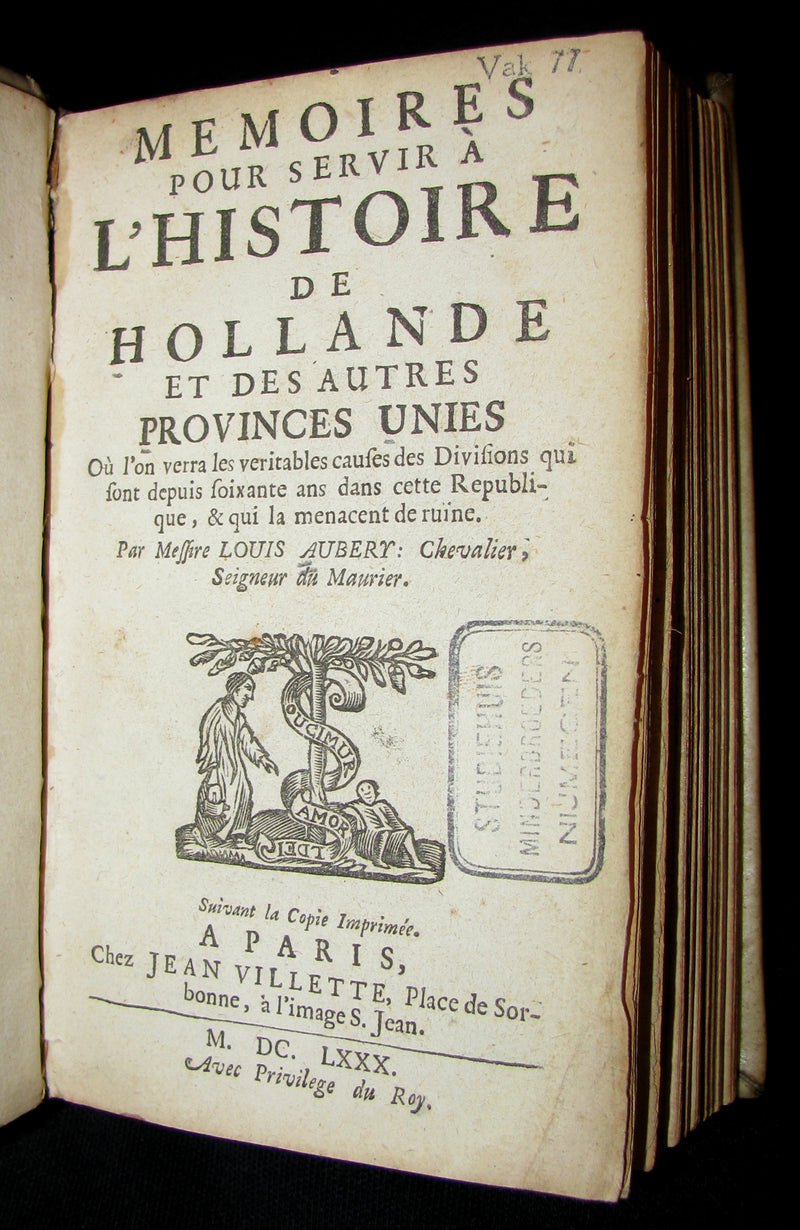 Vak 77.
MEMOIRES
POUR SERVIR À
L'HISTOIRE
DE
HOLLANDE
ET DES AUTRES
PROVINCES UNIES
Où l'on verra les veritables cauſes des Diviſions qui
ſont depuis ſoixante ans dans cette Republi-
que, & qui la menacent de ruine.
Par Meſſire LOUIS AUBERY: Chevalier,
Seigneur du Maurier.
DUCIMUR
AMOR
STUDIEHUIS
MINDERBROEDERS
NIJMEGEN
Suivant la Copie Imprimée.
A PARIS,
Chez JEAN VILLETTE, Place de Sor-
bonne, à l'image S. Jean.
M. DC. LXXX.
Avec Privilege du Roy.